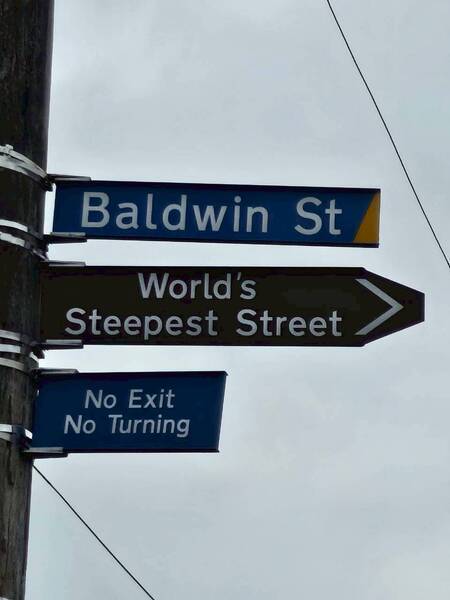 Baldwin St
World's
Steepest Street
No Exit
No Turning